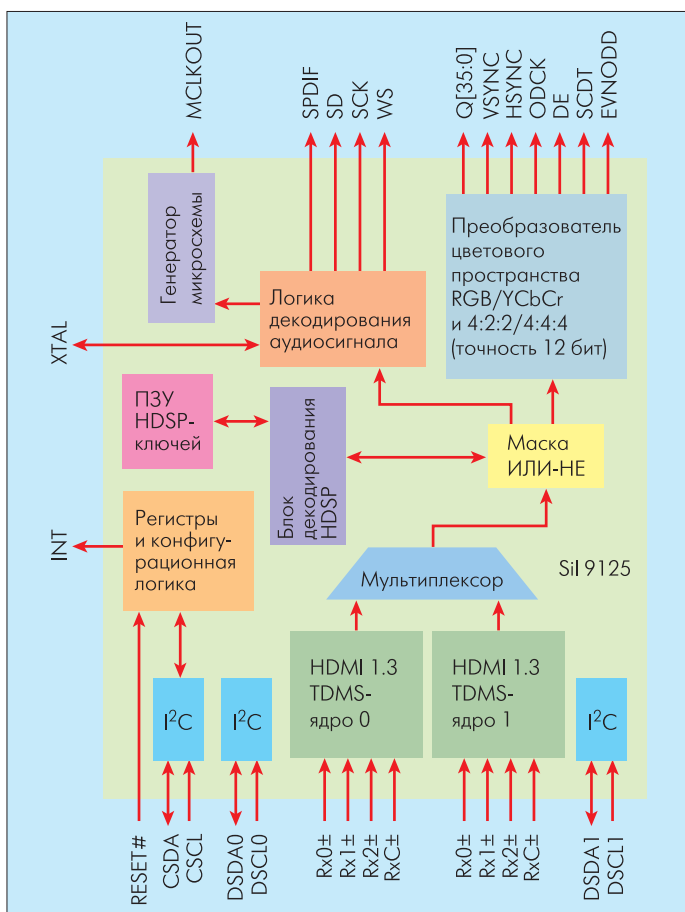 MCLKOUT
SPDIF
SD
SCK
WS
Q[35:0]
VSYNC
HSYNC
ODCK
DE
SCDT
EVNODD
Генератор
микросхемы
Логика
декодирования
аудиосигнала
Преобразователь
цветового
пространства
RGB/YCbCr
и 4:2:2/4:4:4
(точность 12 бит)
XTAL
ПЗУ
HDSP-
ключей
Блок
декодирования
HDSP
Маска
ИЛИ-НЕ
INT
Регистры
и конфигу-
рационная
логика
Мультиплексор
SiI 9125
I²C
I²C
HDMI 1.3
TDMS-
ядро 0
HDMI 1.3
TDMS-
ядро 1
I²C
RESET#
CSDA
CSCL
DSDA0
DSCL0
Rx0±
Rx1±
Rx2±
RxC±
Rx0±
Rx1±
Rx2±
RxC±
DSDA1
DSCL1